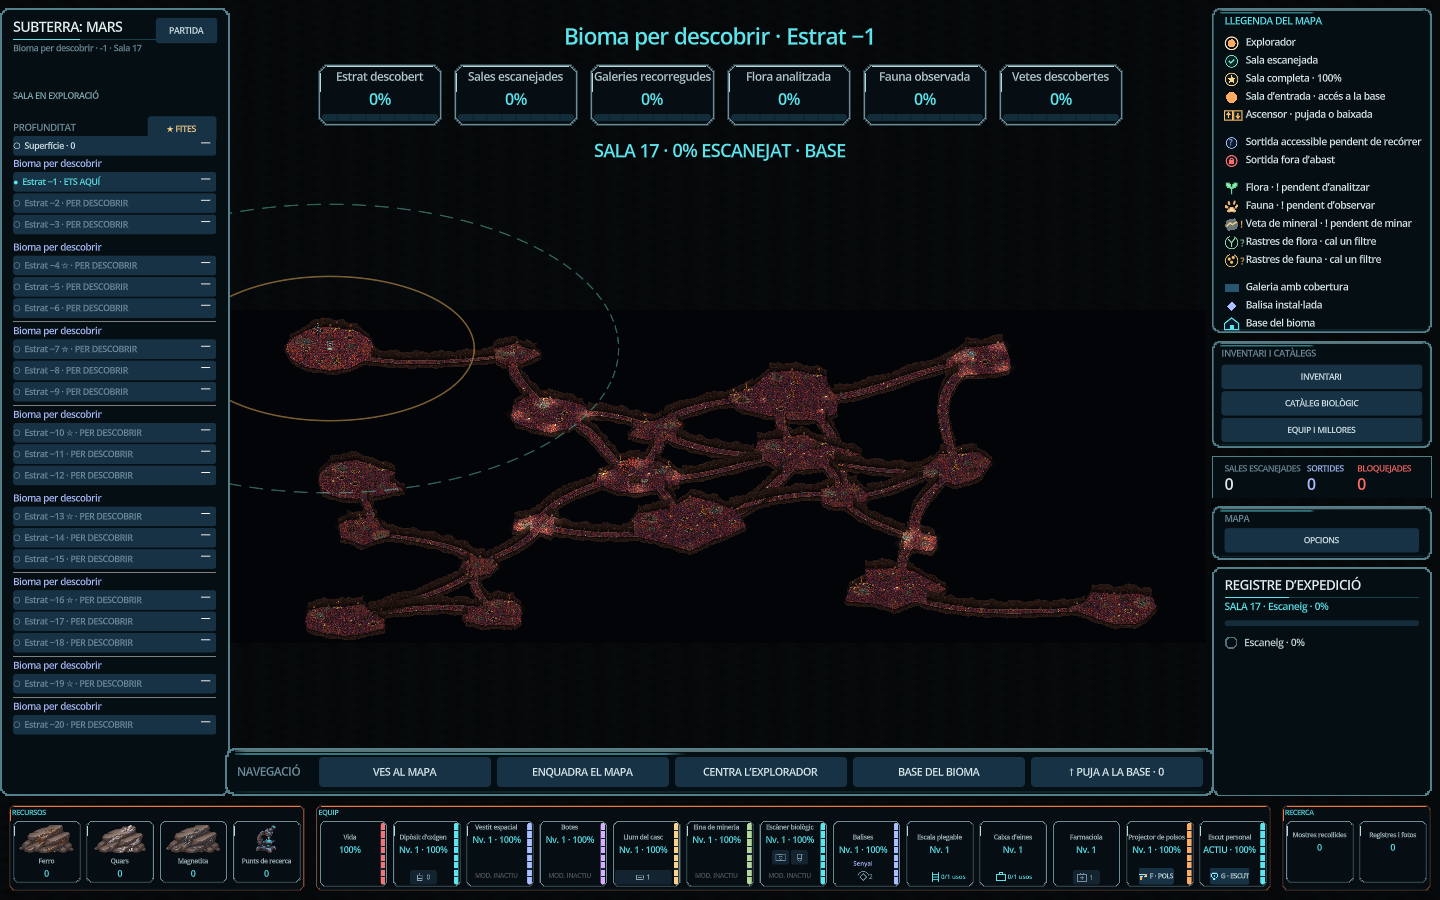 SUBTERRA: MARS
PARTIDA
Bioma per descobrir · -1 · Sala 17
SALA EN EXPLORACIÓ
PROFUNDITAT
★ FITES
Superfície · 0
Bioma per descobrir
Estrat −1 · ETS AQUÍ
Estrat −2 · PER DESCOBRIR
Estrat −3 · PER DESCOBRIR
Bioma per descobrir
Estrat −4 ☆ · PER DESCOBRIR
Estrat −5 · PER DESCOBRIR
Estrat −6 · PER DESCOBRIR
Bioma per descobrir
Estrat −7 ☆ · PER DESCOBRIR
Estrat −8 · PER DESCOBRIR
Estrat −9 · PER DESCOBRIR
Bioma per descobrir
Estrat −10 ☆ · PER DESCOBRIR
Estrat −11 · PER DESCOBRIR
Estrat −12 · PER DESCOBRIR
Bioma per descobrir
Estrat −13 ☆ · PER DESCOBRIR
Estrat −14 · PER DESCOBRIR
Estrat −15 · PER DESCOBRIR
Bioma per descobrir
Estrat −16 ☆ · PER DESCOBRIR
Estrat −17 · PER DESCOBRIR
Estrat −18 · PER DESCOBRIR
Bioma per descobrir
Estrat −19 ☆ · PER DESCOBRIR
Bioma per descobrir
Estrat −20 · PER DESCOBRIR
Bioma per descobrir · Estrat −1
Estrat descobert
0%
Sales escanejades
0%
Galeries recorregudes
0%
Flora analitzada
0%
Fauna observada
0%
Vetes descobertes
0%
SALA 17 · 0% ESCANEJAT · BASE
NAVEGACIÓ
VES AL MAPA
ENQUADRA EL MAPA
CENTRA L'EXPLORADOR
BASE DEL BIOMA
↑ PUJA A LA BASE · 0
LLEGENDA DEL MAPA
Explorador
Sala escanejada
Sala completa · 100%
Sala d'entrada · accés a la base
Ascensor · pujada o baixada
Sortida accessible pendent de recórrer
Sortida fora d'abast
Flora · ! pendent d'analitzar
Fauna · ! pendent d'observar
! Veta de mineral · ! pendent de minar
? Rastres de flora · cal un filtre
? Rastres de fauna · cal un filtre
Galeria amb cobertura
Balisa instal·lada
Base del bioma
INVENTARI I CATÀLEGS
INVENTARI
CATÀLEG BIOLÒGIC
EQUIP I MILLORES
SALES ESCANEJADES SORTIDES BLOQUEJADES
0 0 0
MAPA
OPCIONS
REGISTRE D'EXPEDICIÓ
SALA 17 · Escaneig · 0%
Escaneig · 0%
RECURSOS
Ferro
0
Quars
0
Magnetita
0
Punts de recerca
0
EQUIP
Vida
100%
Dipòsit d'oxigen
Nv. 1 · 100%
0
Vestit espacial
Nv. 1 · 100%
MOD. INACTIU
Botes
Nv. 1 · 100%
MOD. INACTIU
Llum del casc
Nv. 1 · 100%
1
Eina de mineria
Nv. 1 · 100%
MOD. INACTIU
Escàner biològic
Nv. 1 · 100%
MOD. INACTIU
Balises
Nv. 1 · 100%
Senyal
2
Escala plegable
Nv. 1
0/1 usos
Caixa d'eines
Nv. 1
0/1 usos
Farmaciola
Nv. 1
1
Projector de polsos
Nv. 1 · 100%
F · POLS
Escut personal
ACTIU · 100%
G · ESCUT
RECERCA
Mostres recollides
0
Registres i fotos
0